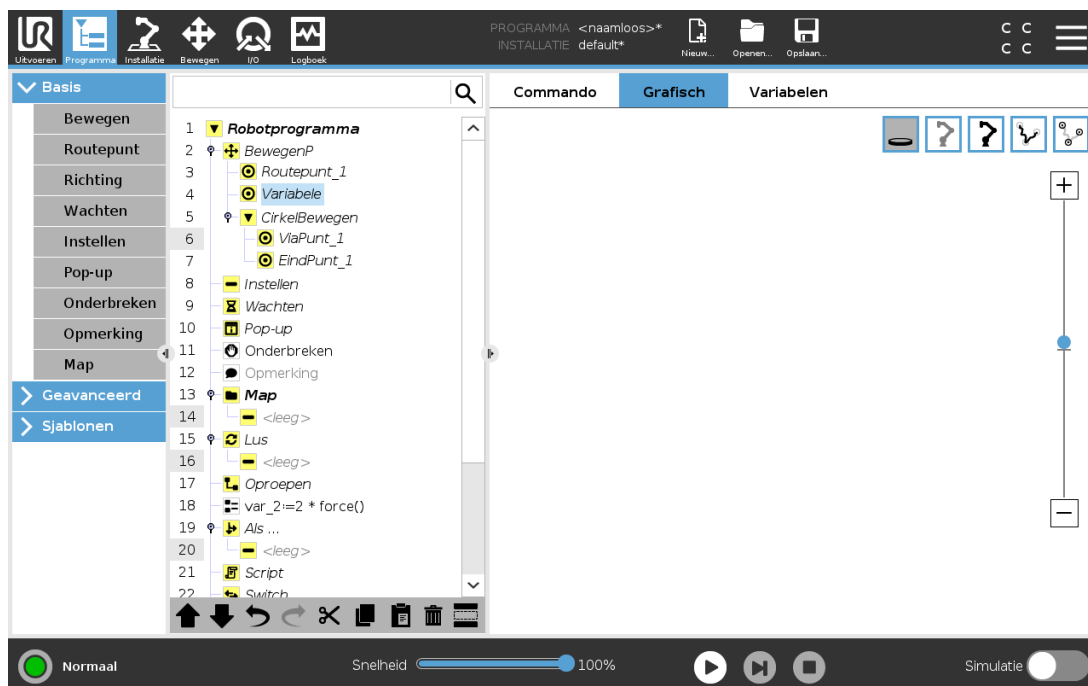 PROGRAMMA <naamloos>*
INSTALLATIE default*
Uitvoeren
Programma
Installatie
Bewegen
I/O
Logboek
Nieuw...
Openen...
Opslaan...
C C
C C
Basis
Bewegen
Routepunt
Richting
Wachten
Instellen
Pop-up
Onderbreken
Opmerking
Map
Geavanceerd
Sjablonen
1 Robotprogramma
2 BewegenP
3 Routepunt_1
4 Variabele
5 CirkelBewegen
6 ViaPunt_1
7 EindPunt_1
8 Instellen
9 Wachten
10 Pop-up
11 Onderbreken
12 Opmerking
13 Map
14 <leeg>
15 Lus
16 <leeg>
17 Oproepen
18 var_2:=2 * force()
19 Als ...
20 <leeg>
21 Script
22 Switch
Commando
Grafisch
Variabelen
Normaal
Snelheid
100%
Simulatie